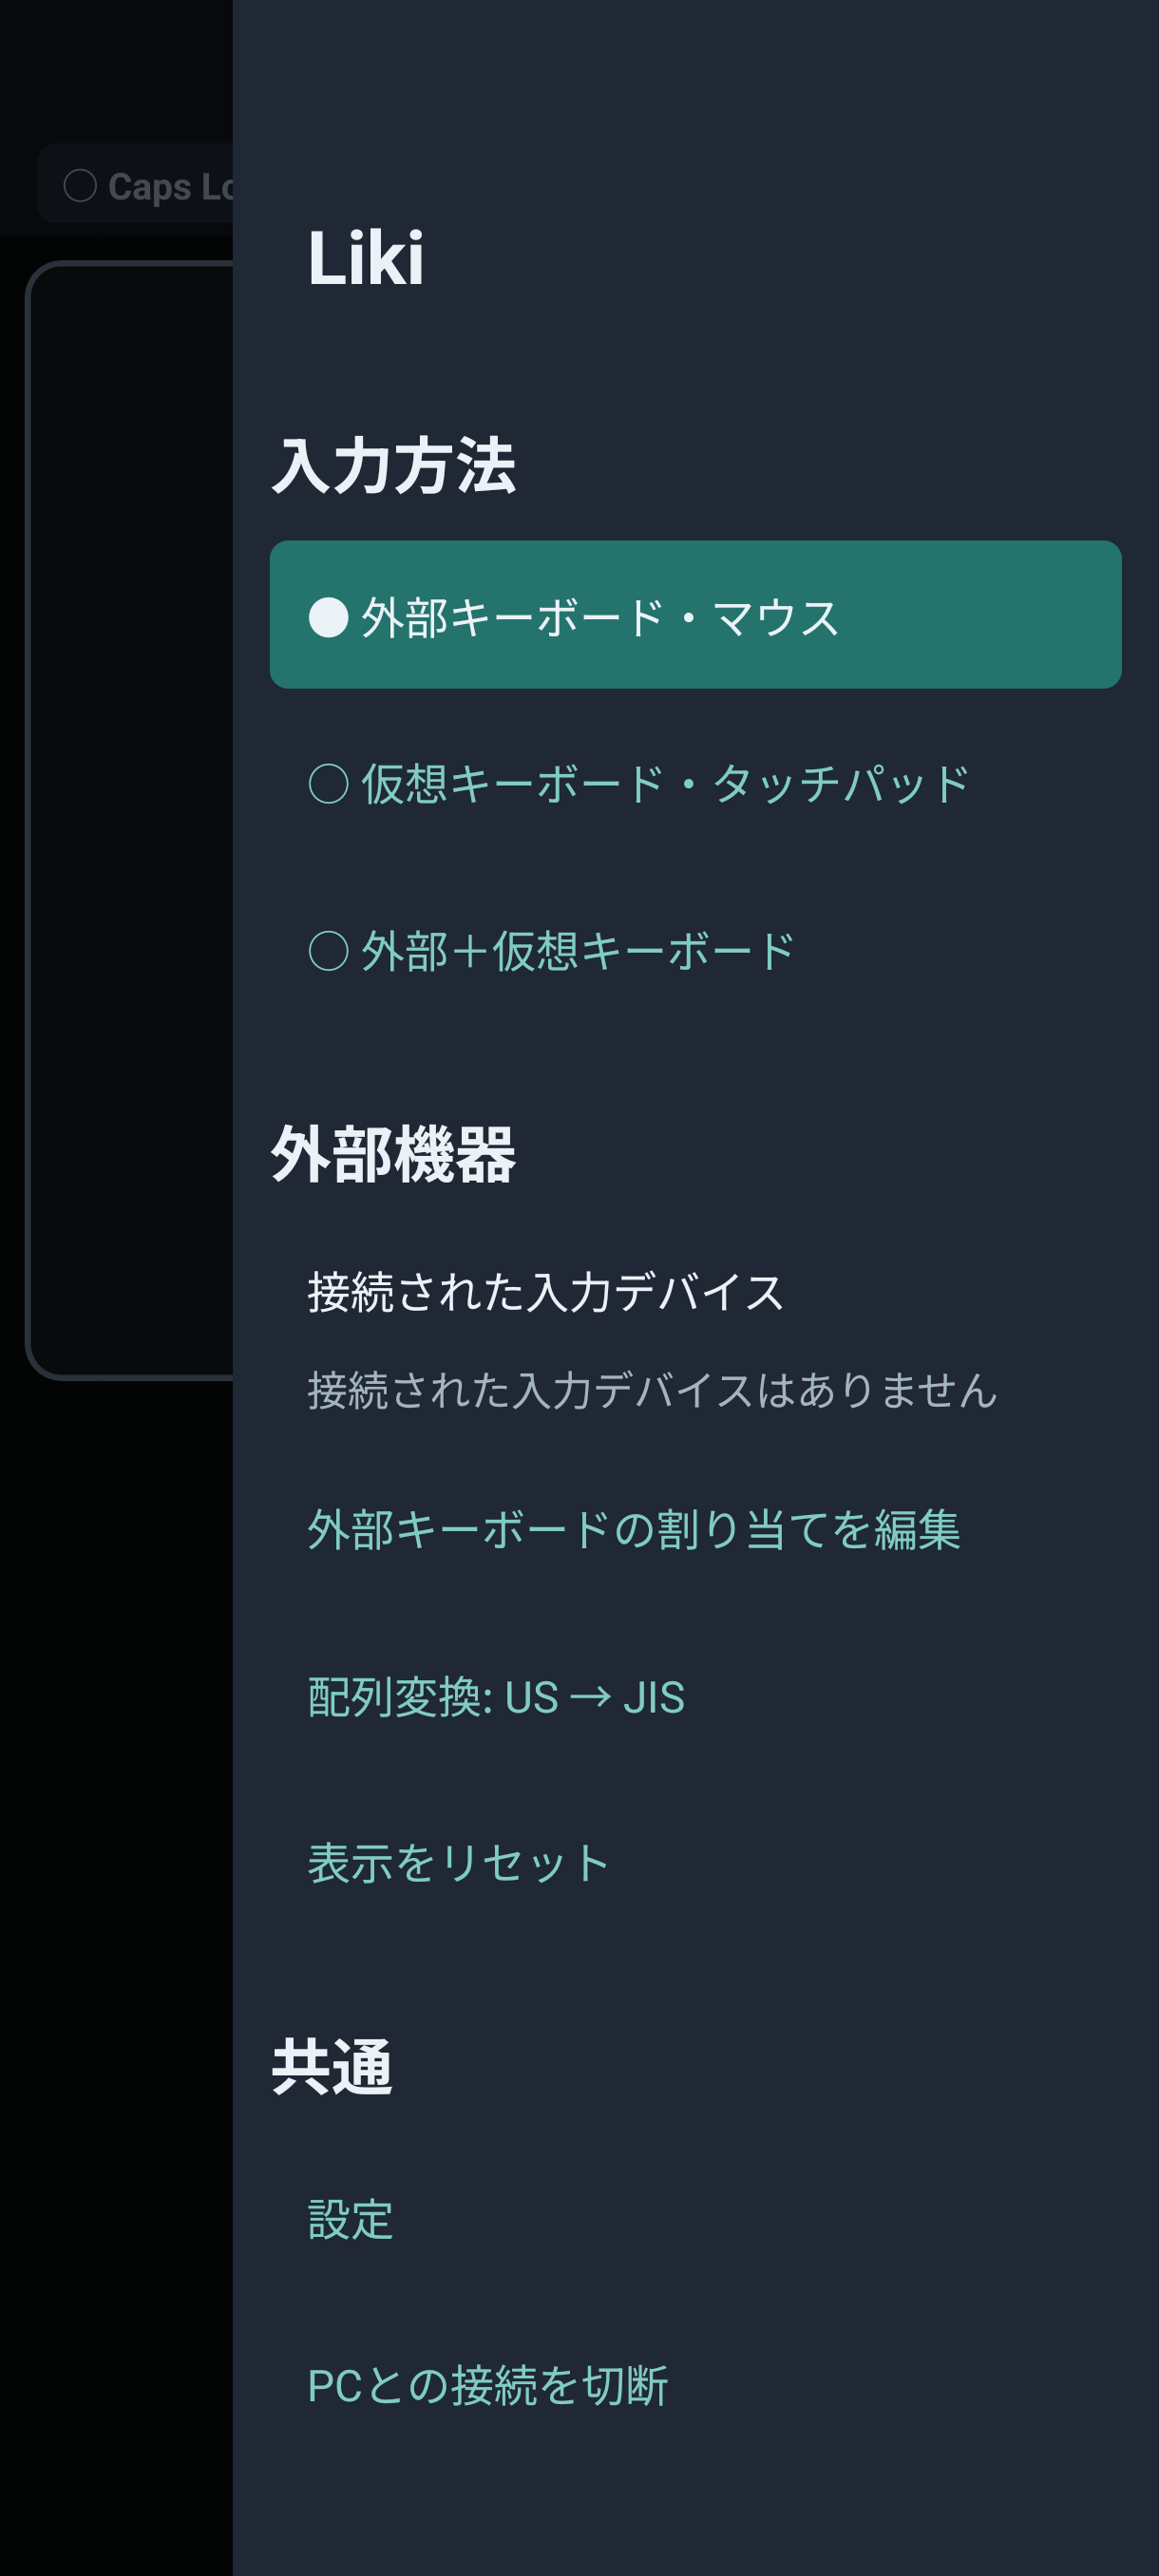 ○ Caps Lo
Liki
入力方法
● 外部キーボード・マウス
○ 仮想キーボード・タッチパッド
○ 外部＋仮想キーボード
外部機器
接続された入力デバイス
接続された入力デバイスはありません
外部キーボードの割り当てを編集
配列変換: US → JIS
表示をリセット
共通
設定
PCとの接続を切断